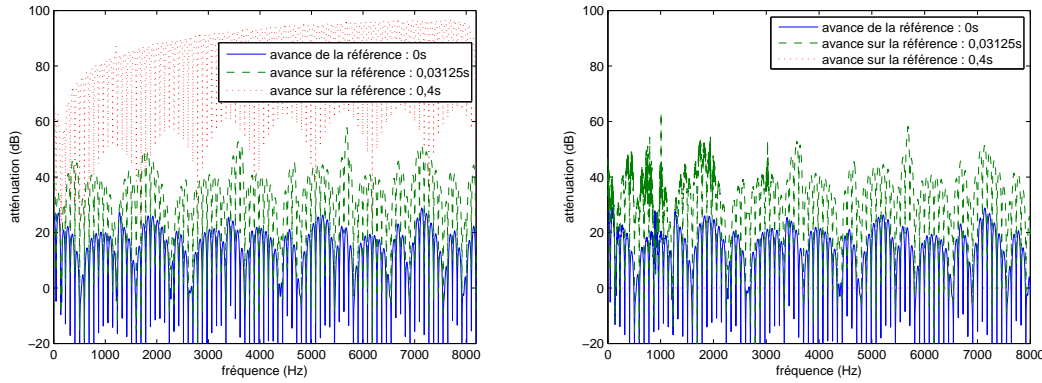 100
80
60
40
20
0
−20
atténuation (dB)
0 1000 2000 3000 4000 5000 6000 7000 8000
fréquence (Hz)
avance de la référence : 0s
avance sur la référence : 0,03125s
avance sur la référence : 0,4s
100
80
60
40
20
0
−20
atténuation (dB)
0 1000 2000 3000 4000 5000 6000 7000 8000
fréquence (Hz)
avance de la référence : 0s
avance sur la référence : 0,03125s
avance sur la référence : 0,4s